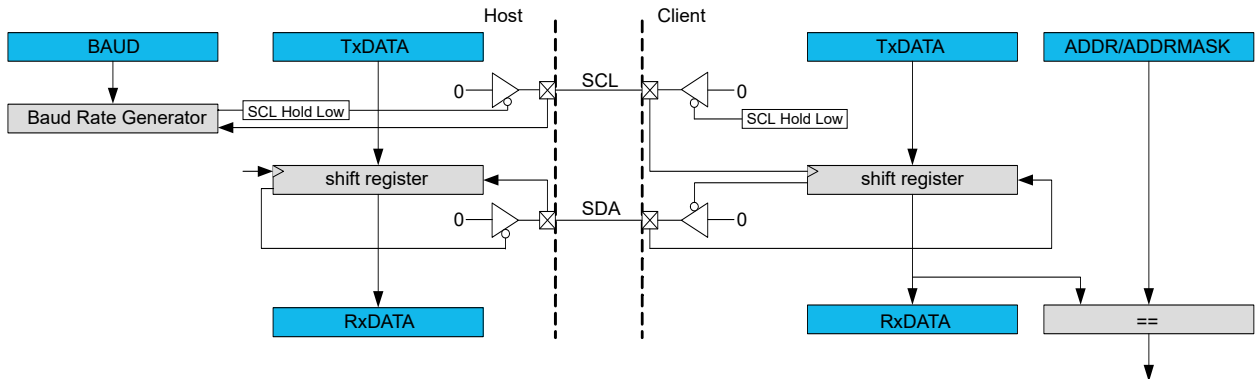 Host
Client
BAUD
TxDATA
TxDATA
ADDR/ADDRMASK
SCL
0
0
Baud Rate Generator
SCL Hold Low
SCL Hold Low
shift register
shift register
SDA
0
0
RxDATA
RxDATA
==